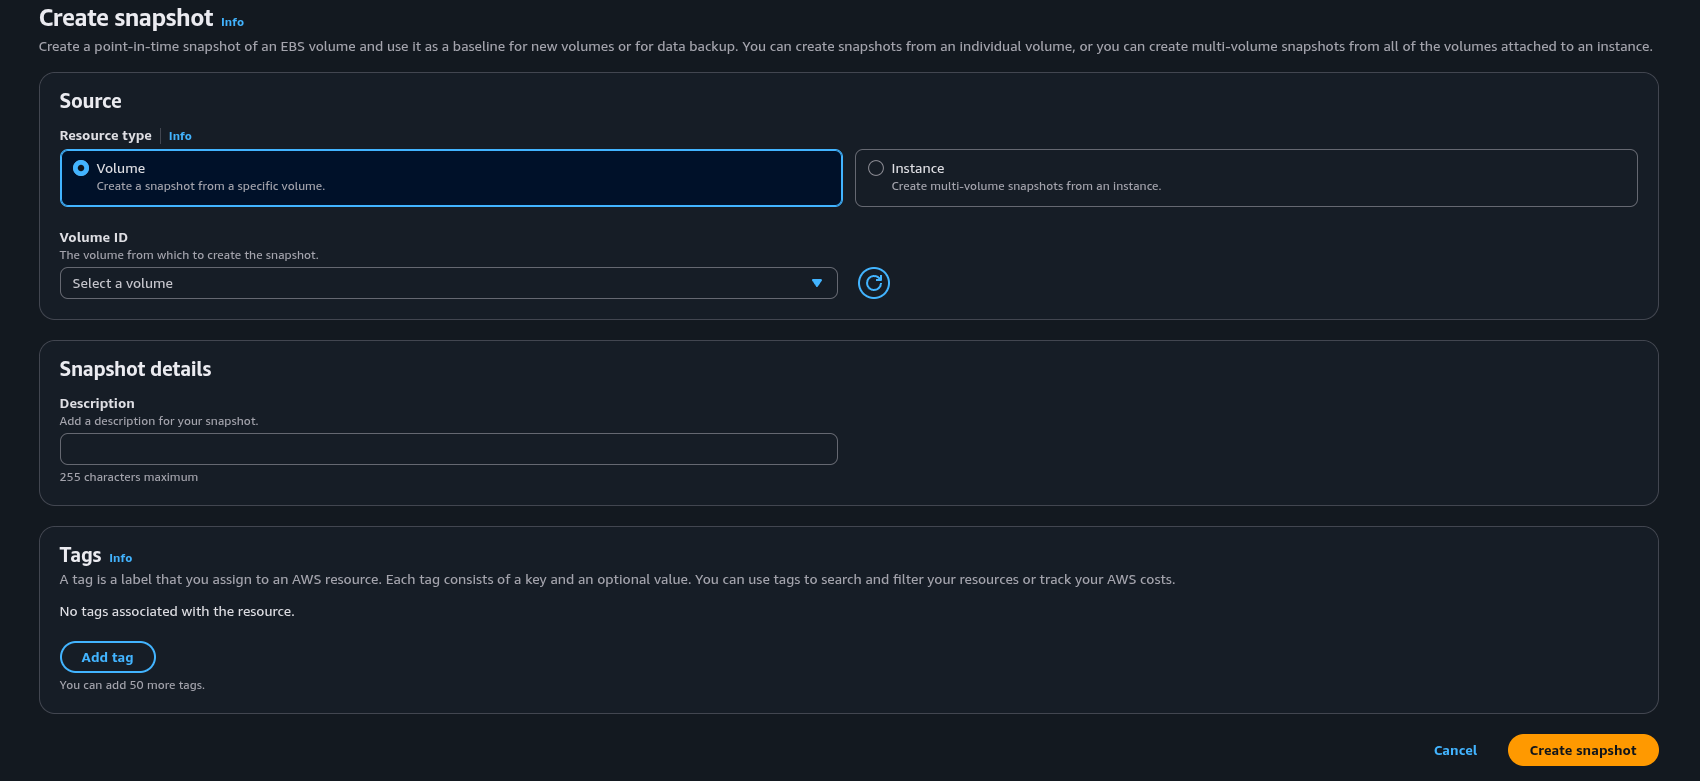 Create snapshot Info
Create a point-in-time snapshot of an EBS volume and use it as a baseline for new volumes or for data backup. You can create snapshots from an individual volume, or you can create multi-volume snapshots from all of the volumes attached to an instance.
Source
Resource type Info
Volume
Create a snapshot from a specific volume.
Instance
Create multi-volume snapshots from an instance.
Volume ID
The volume from which to create the snapshot.
Select a volume
Snapshot details
Description
Add a description for your snapshot.
255 characters maximum
Tags Info
A tag is a label that you assign to an AWS resource. Each tag consists of a key and an optional value. You can use tags to search and filter your resources or track your AWS costs.
No tags associated with the resource.
Add tag
You can add 50 more tags.
Cancel Create snapshot